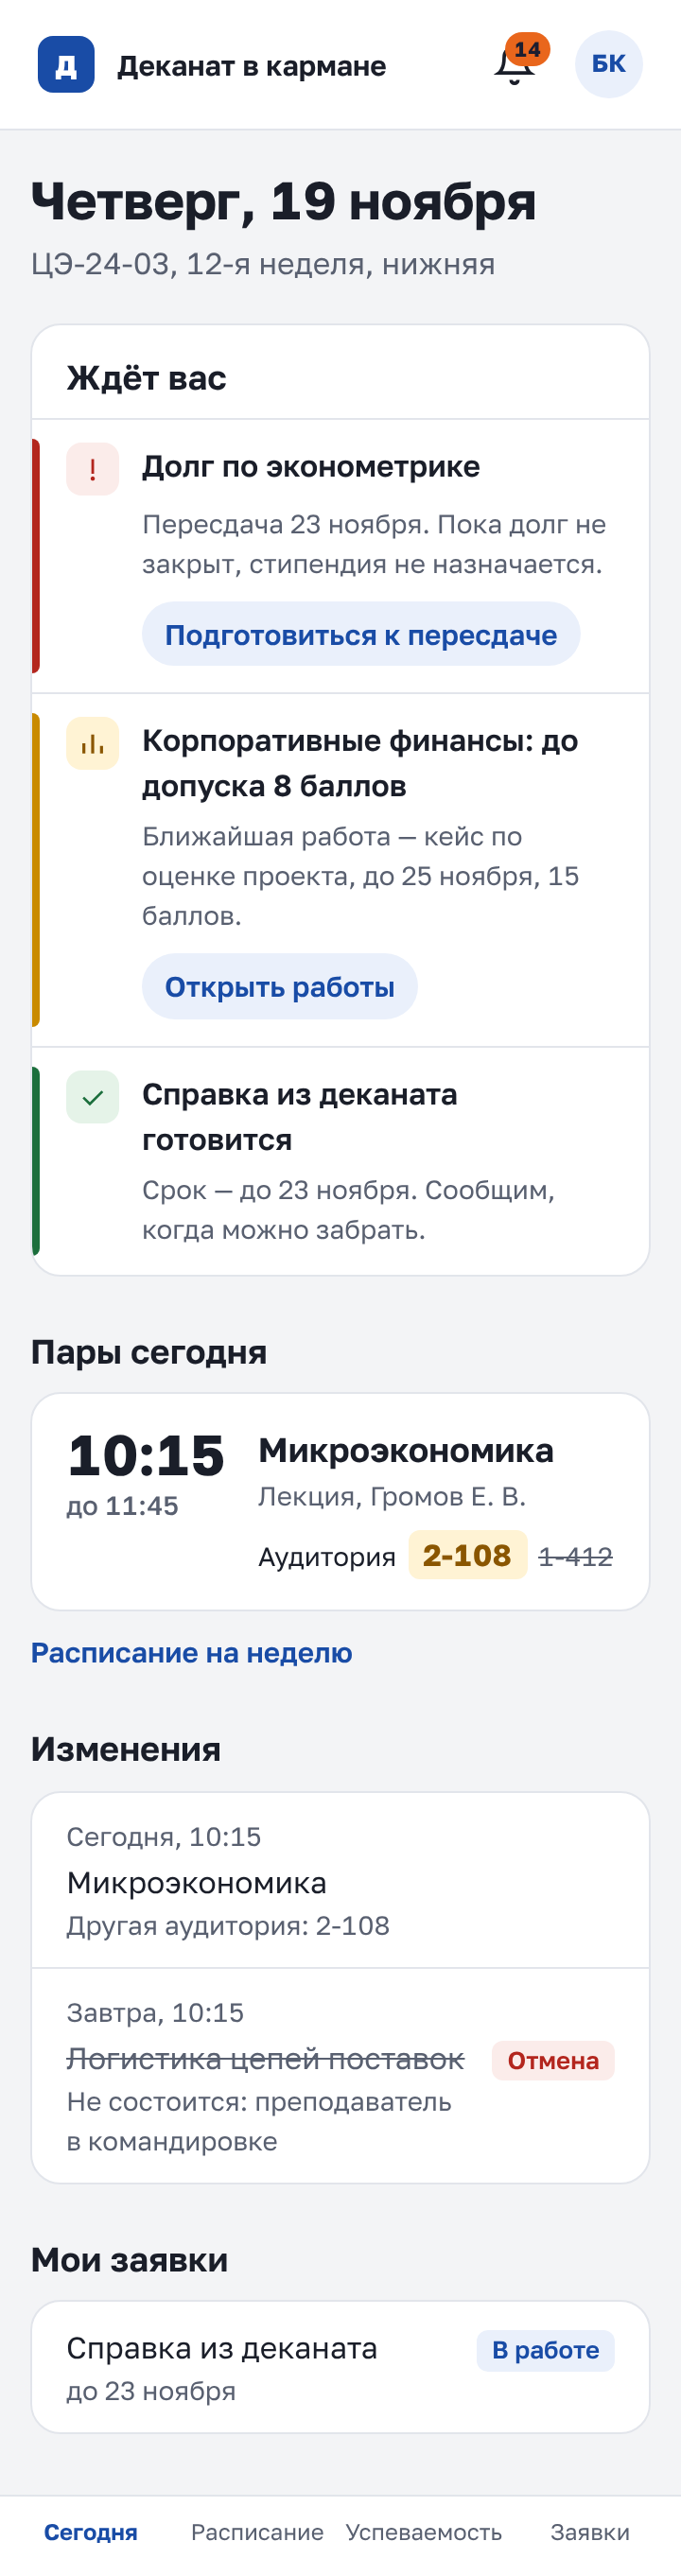 Д Деканат в кармане 14 БК
Четверг, 19 ноября
ЦЭ-24-03, 12-я неделя, нижняя
Ждёт вас
! Долг по эконометрике
Пересдача 23 ноября. Пока долг не
закрыт, стипендия не назначается.
Подготовиться к пересдаче
Корпоративные финансы: до
допуска 8 баллов
Ближайшая работа — кейс по
оценке проекта, до 25 ноября, 15
баллов.
Открыть работы
Справка из деканата
готовится
Срок — до 23 ноября. Сообщим,
когда можно забрать.
Пары сегодня
10:15 Микроэкономика
до 11:45 Лекция, Громов Е. В.
Аудитория 2-108 1-412
Расписание на неделю
Изменения
Сегодня, 10:15
Микроэкономика
Другая аудитория: 2-108
Завтра, 10:15
Логистика цепей поставок Отмена
Не состоится: преподаватель
в командировке
Мои заявки
Справка из деканата В работе
до 23 ноября
Сегодня Расписание Успеваемость Заявки